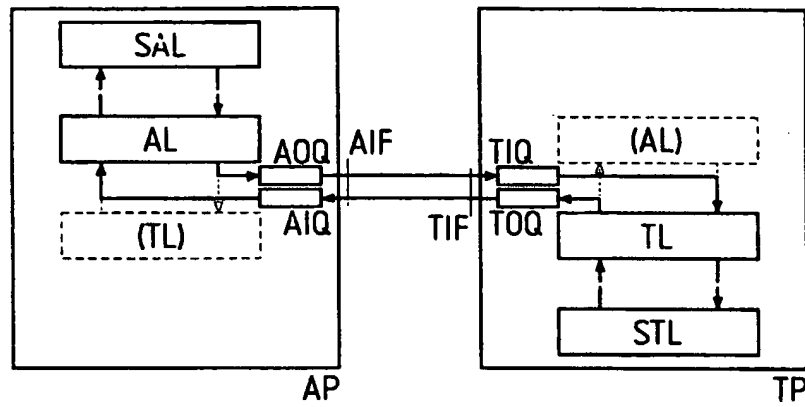 SAL
AL
AOQ
AIF
TIQ
(AL)
(TL)
AIQ
TIF
TOQ
TL
STL
AP
TP